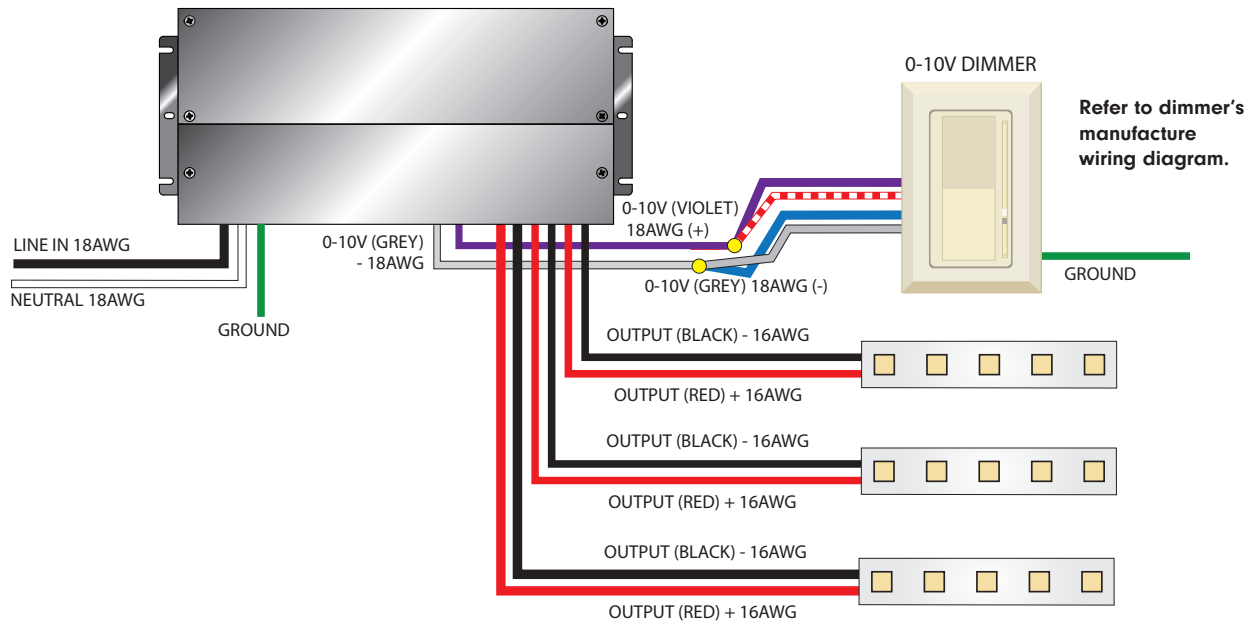 0-10V DIMMER
Refer to dimmer's
manufacture
wiring diagram.
0-10V (VIOLET)
18AWG (+)
LINE IN 18AWG
0-10V (GREY)
- 18AWG
NEUTRAL 18AWG
0-10V (GREY) 18AWG (-)
GROUND
GROUND
OUTPUT (BLACK) - 16AWG
OUTPUT (RED) + 16AWG
OUTPUT (BLACK) - 16AWG
OUTPUT (RED) + 16AWG
OUTPUT (BLACK) - 16AWG
OUTPUT (RED) + 16AWG